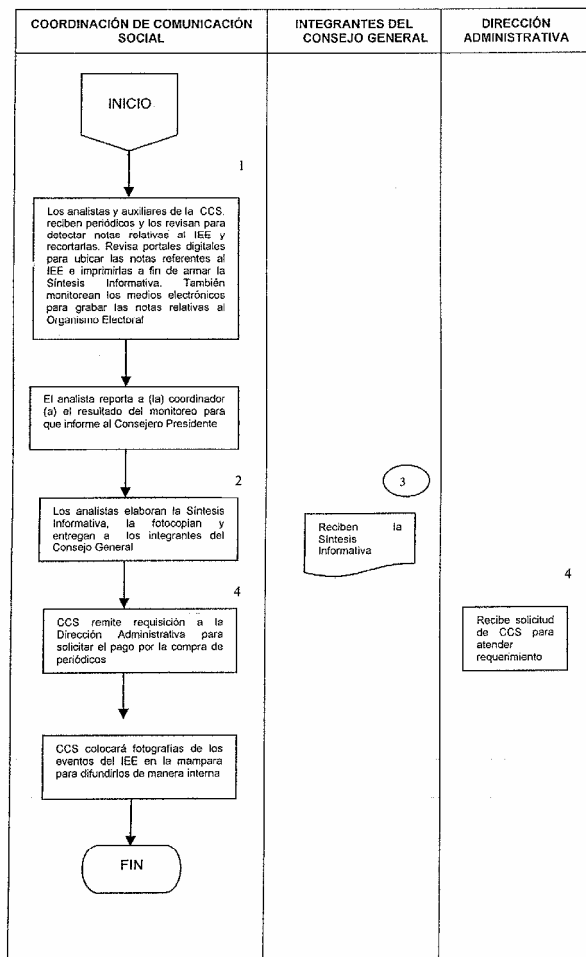 COORDINACIÓN DE COMUNICACIÓN
SOCIAL
INTEGRANTES DEL
CONSEJO GENERAL
DIRECCIÓN
ADMINISTRATIVA
INICIO
1
Los analistas y auxiliares de la CCS,
reciben periódicos y los revisan para
detectar notas relativas al IEE y
recortarlas. Revisa portales digitales
para ubicar las notas referentes al
IEE e imprimirlas a fin de armar la
Síntesis Informativa. También
monitorean los medios electrónicos
para grabar las notas relativas al
Organismo Electoral
El analista reporta a (la) coordinador
(a) el resultado del monitoreo para
que informe al Consejero Presidente
2
Los analistas elaboran la Síntesis
Informativa, la fotocopian y
entregan a los integrantes del
Consejo General
3
Reciben la
Síntesis
Informativa
4
CCS remite requisición a la
Dirección Administrativa para
solicitar el pago por la compra de
periódicos
4
Recibe solicitud
de CCS para
atender
requerimiento
CCS colocará fotografías de los
eventos del IEE en la mampara
para difundirlos de manera interna
FIN